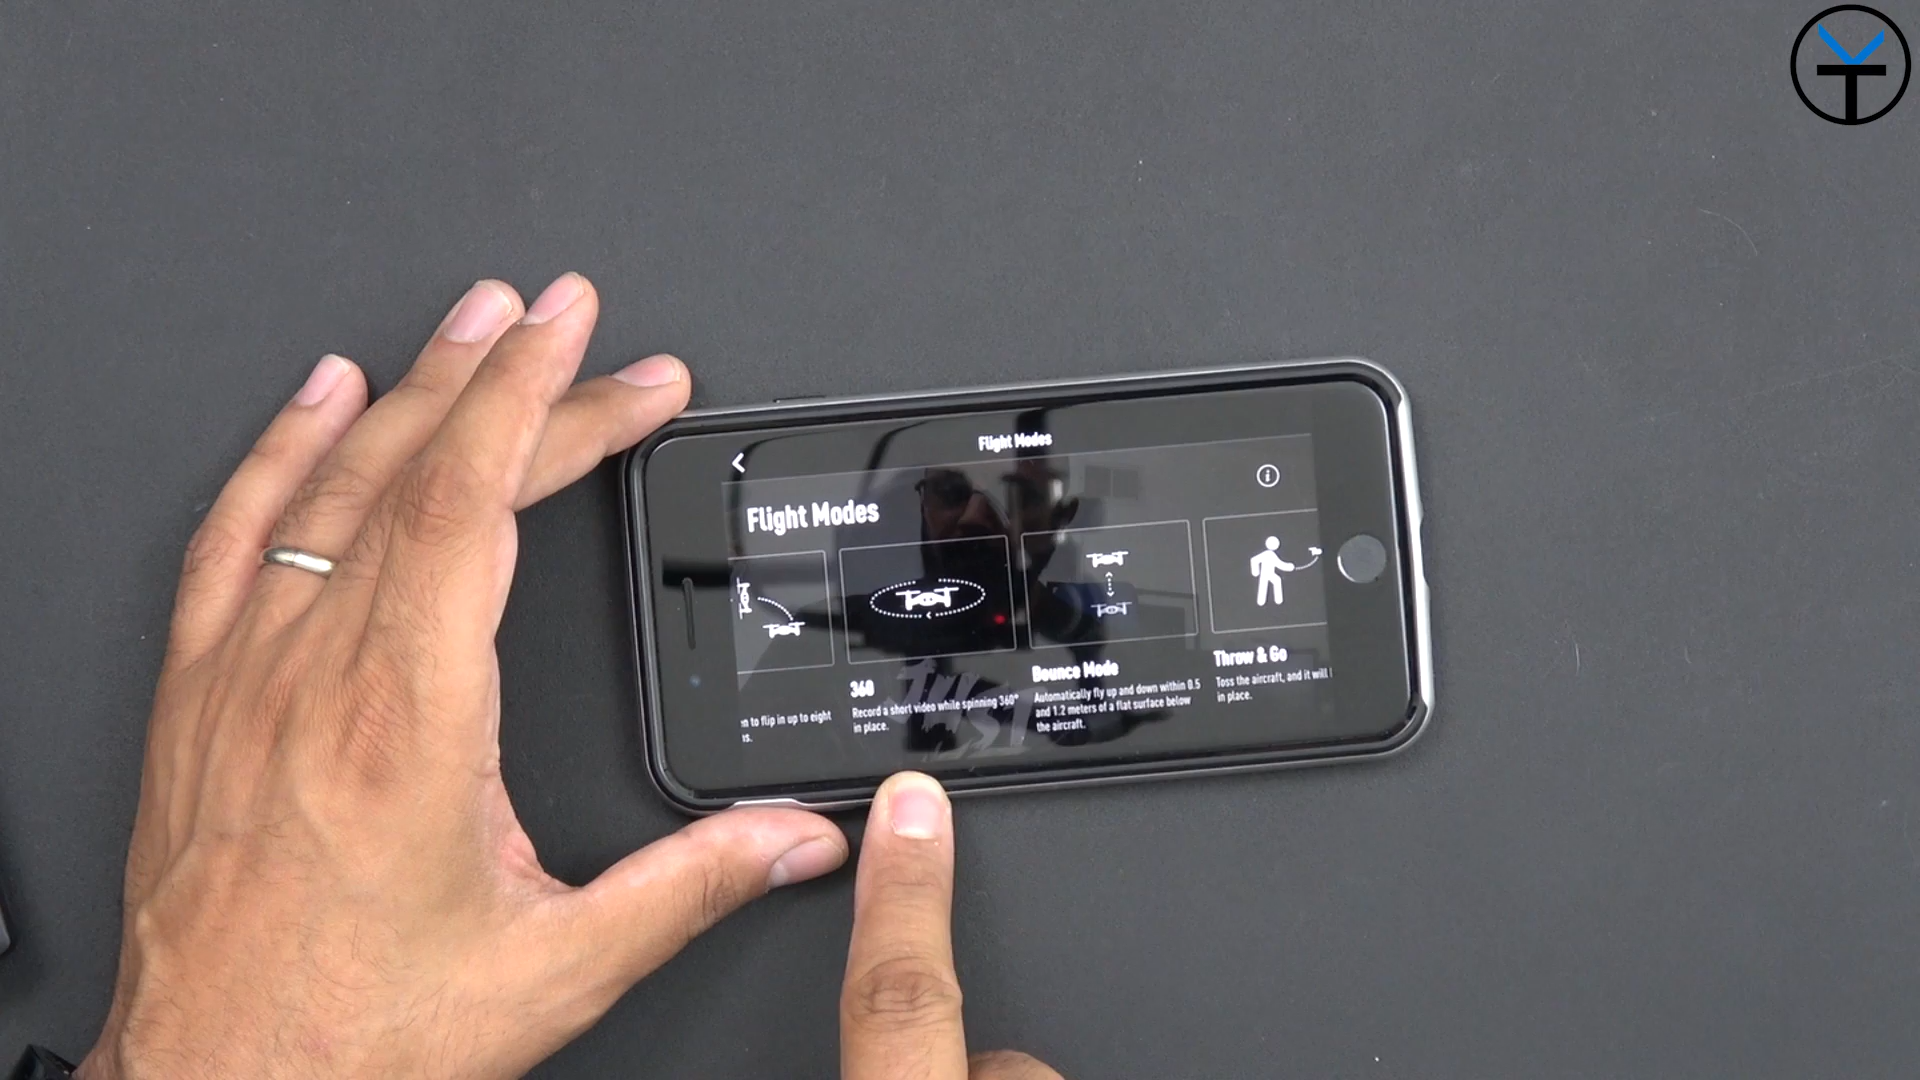 Flight Modes
Flight Modes
to flip in up to eight
360
Record a short video while spinning 360°
in place.
Bounce Mode
Automatically fly up and down within 0.5
and 1.2 meters of a flat surface below
the aircraft.
Throw & Go
Toss the aircraft, and it will
in place.
JUST